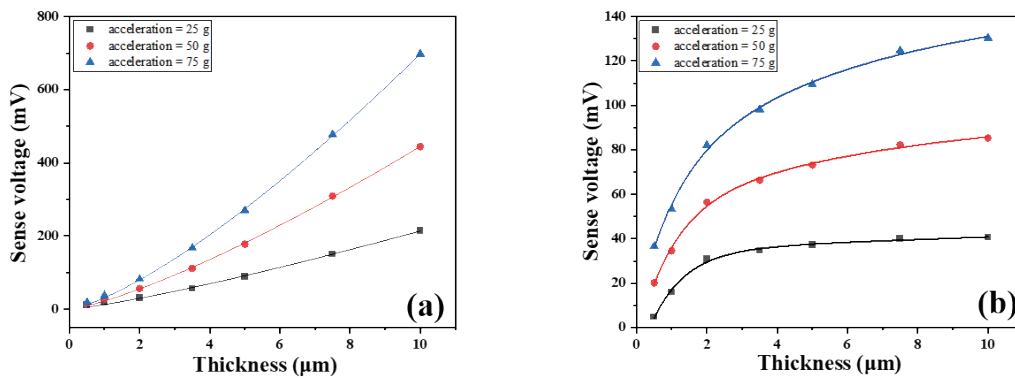 acceleration = 25 g
acceleration = 50 g
acceleration = 75 g
Sense voltage (mV)
800
600
400
200
0
0 2 4 6 8 10
Thickness (μm)
(a)
acceleration = 25 g
acceleration = 50 g
acceleration = 75 g
Sense voltage (mV)
140
120
100
80
60
40
20
0
0 2 4 6 8 10
Thickness (μm)
(b)